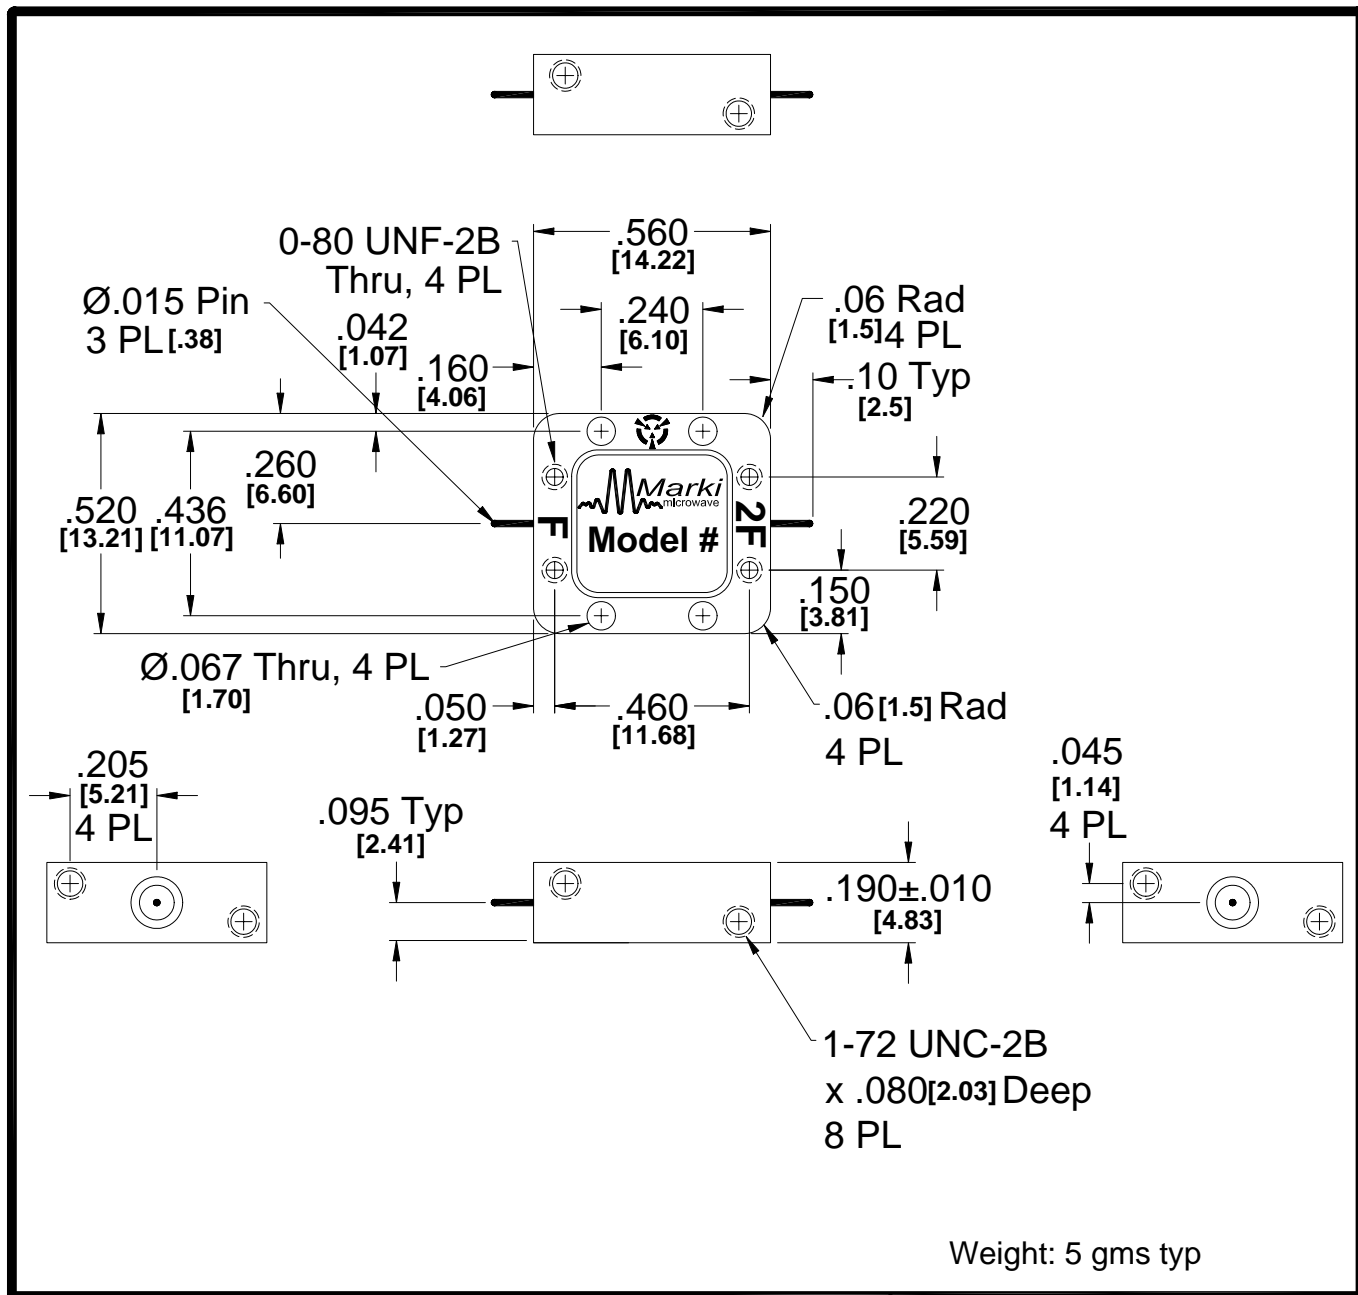 0-80 UNF-2B
Thru, 4 PL
.560
[14.22]
Ø.015 Pin
3 PL [.38]
.042
[1.07]
.240
[6.10]
.06 Rad
[1.5] 4 PL
.160
[4.06]
.10 Typ
[2.5]
.260
[6.60]
.520
[13.21]
.436
[11.07]
Marki
microwave
F
Model #
2F
.220
[5.59]
.150
[3.81]
Ø.067 Thru, 4 PL
[1.70]
.050
[1.27]
.460
[11.68]
.06 [1.5] Rad
4 PL
.205
[5.21]
4 PL
.095 Typ
[2.41]
.190±.010
[4.83]
.045
[1.14]
4 PL
1-72 UNC-2B
x .080 [2.03] Deep
8 PL
Weight: 5 gms typ